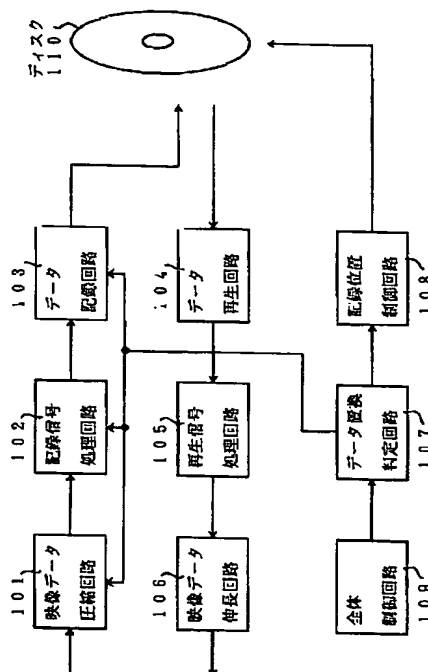 ディスク
110
101
映像データ
圧縮回路
102
記録信号
処理回路
103
データ
記録回路
104
データ
再生回路
105
再生信号
処理回路
106
映像データ
伸長回路
109
全体
制御回路
107
データ置換
判定回路
108
記録位置
制御回路